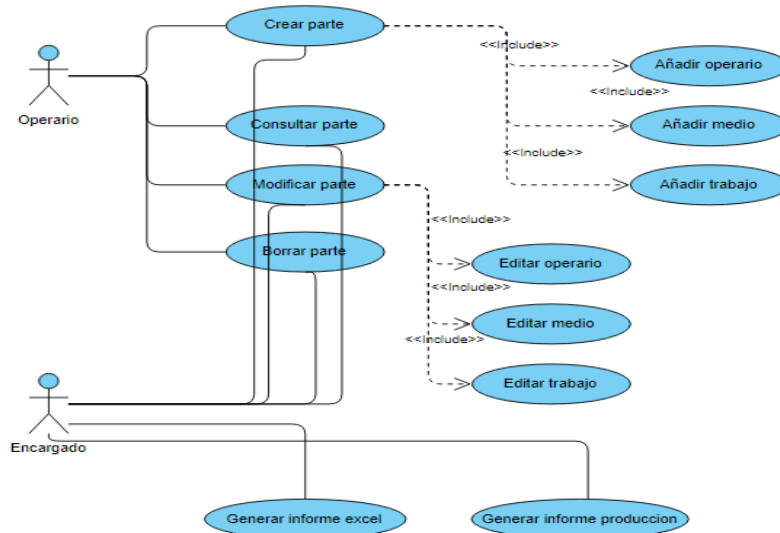 Crear parte
<<Include>>
Añadir operario
<<Include>>
Operario
Consultar parte
Añadir medio
<<Include>>
Modificar parte
Añadir trabajo
<<Include>>
Borrar parte
Editar operario
<<Include>>
Editar medio
<<Include>>
Editar trabajo
Encargado
Generar informe excel
Generar informe produccion